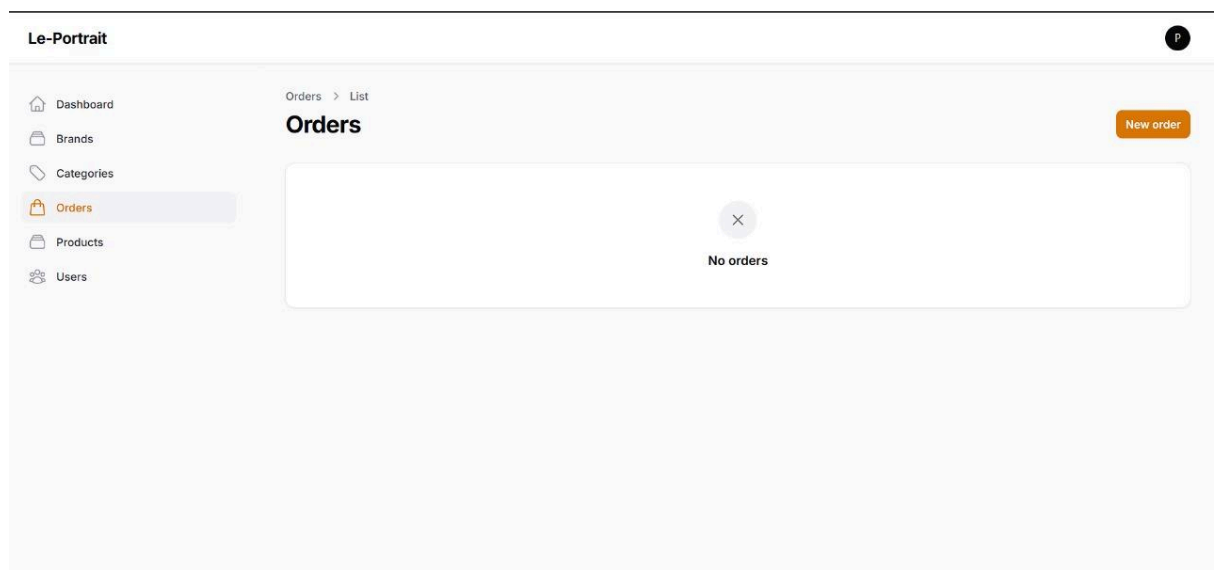 Le-Portrait
P
Dashboard
Brands
Categories
Orders
Products
Users
Orders > List
Orders
New order
No orders